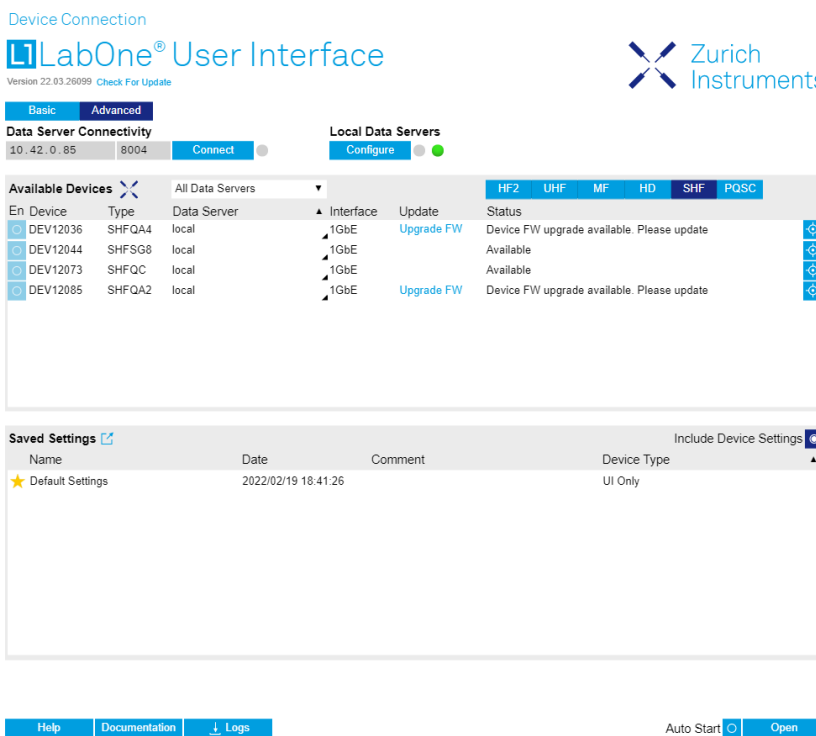 Device Connection
L1 LabOne® User Interface
Zurich Instruments
Version 22.03.26099 Check For Update
Basic Advanced
Data Server Connectivity Local Data Servers
10.42.0.85 8004 Connect Configure
Available Devices All Data Servers HF2 UHF MF HD SHF PQSC
En Device Type Data Server Interface Update Status
DEV12036 SHFQA4 local 1GbE Upgrade FW Device FW upgrade available. Please update
DEV12044 SHFSG8 local 1GbE Available
DEV12073 SHFQC local 1GbE Available
DEV12085 SHFQA2 local 1GbE Upgrade FW Device FW upgrade available. Please update
Saved Settings Include Device Settings
Name Date Comment Device Type
Default Settings 2022/02/19 18:41:26 UI Only
Help Documentation Logs Auto Start Open